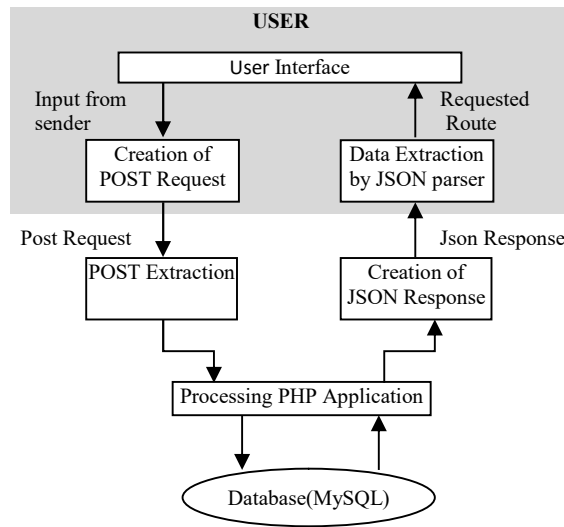 USER
User Interface
Input from
sender
Requested
Route
Creation of
POST Request
Data Extraction
by JSON parser
Post Request
Json Response
POST Extraction
Creation of
JSON Response
Processing PHP Application
Database(MySQL)